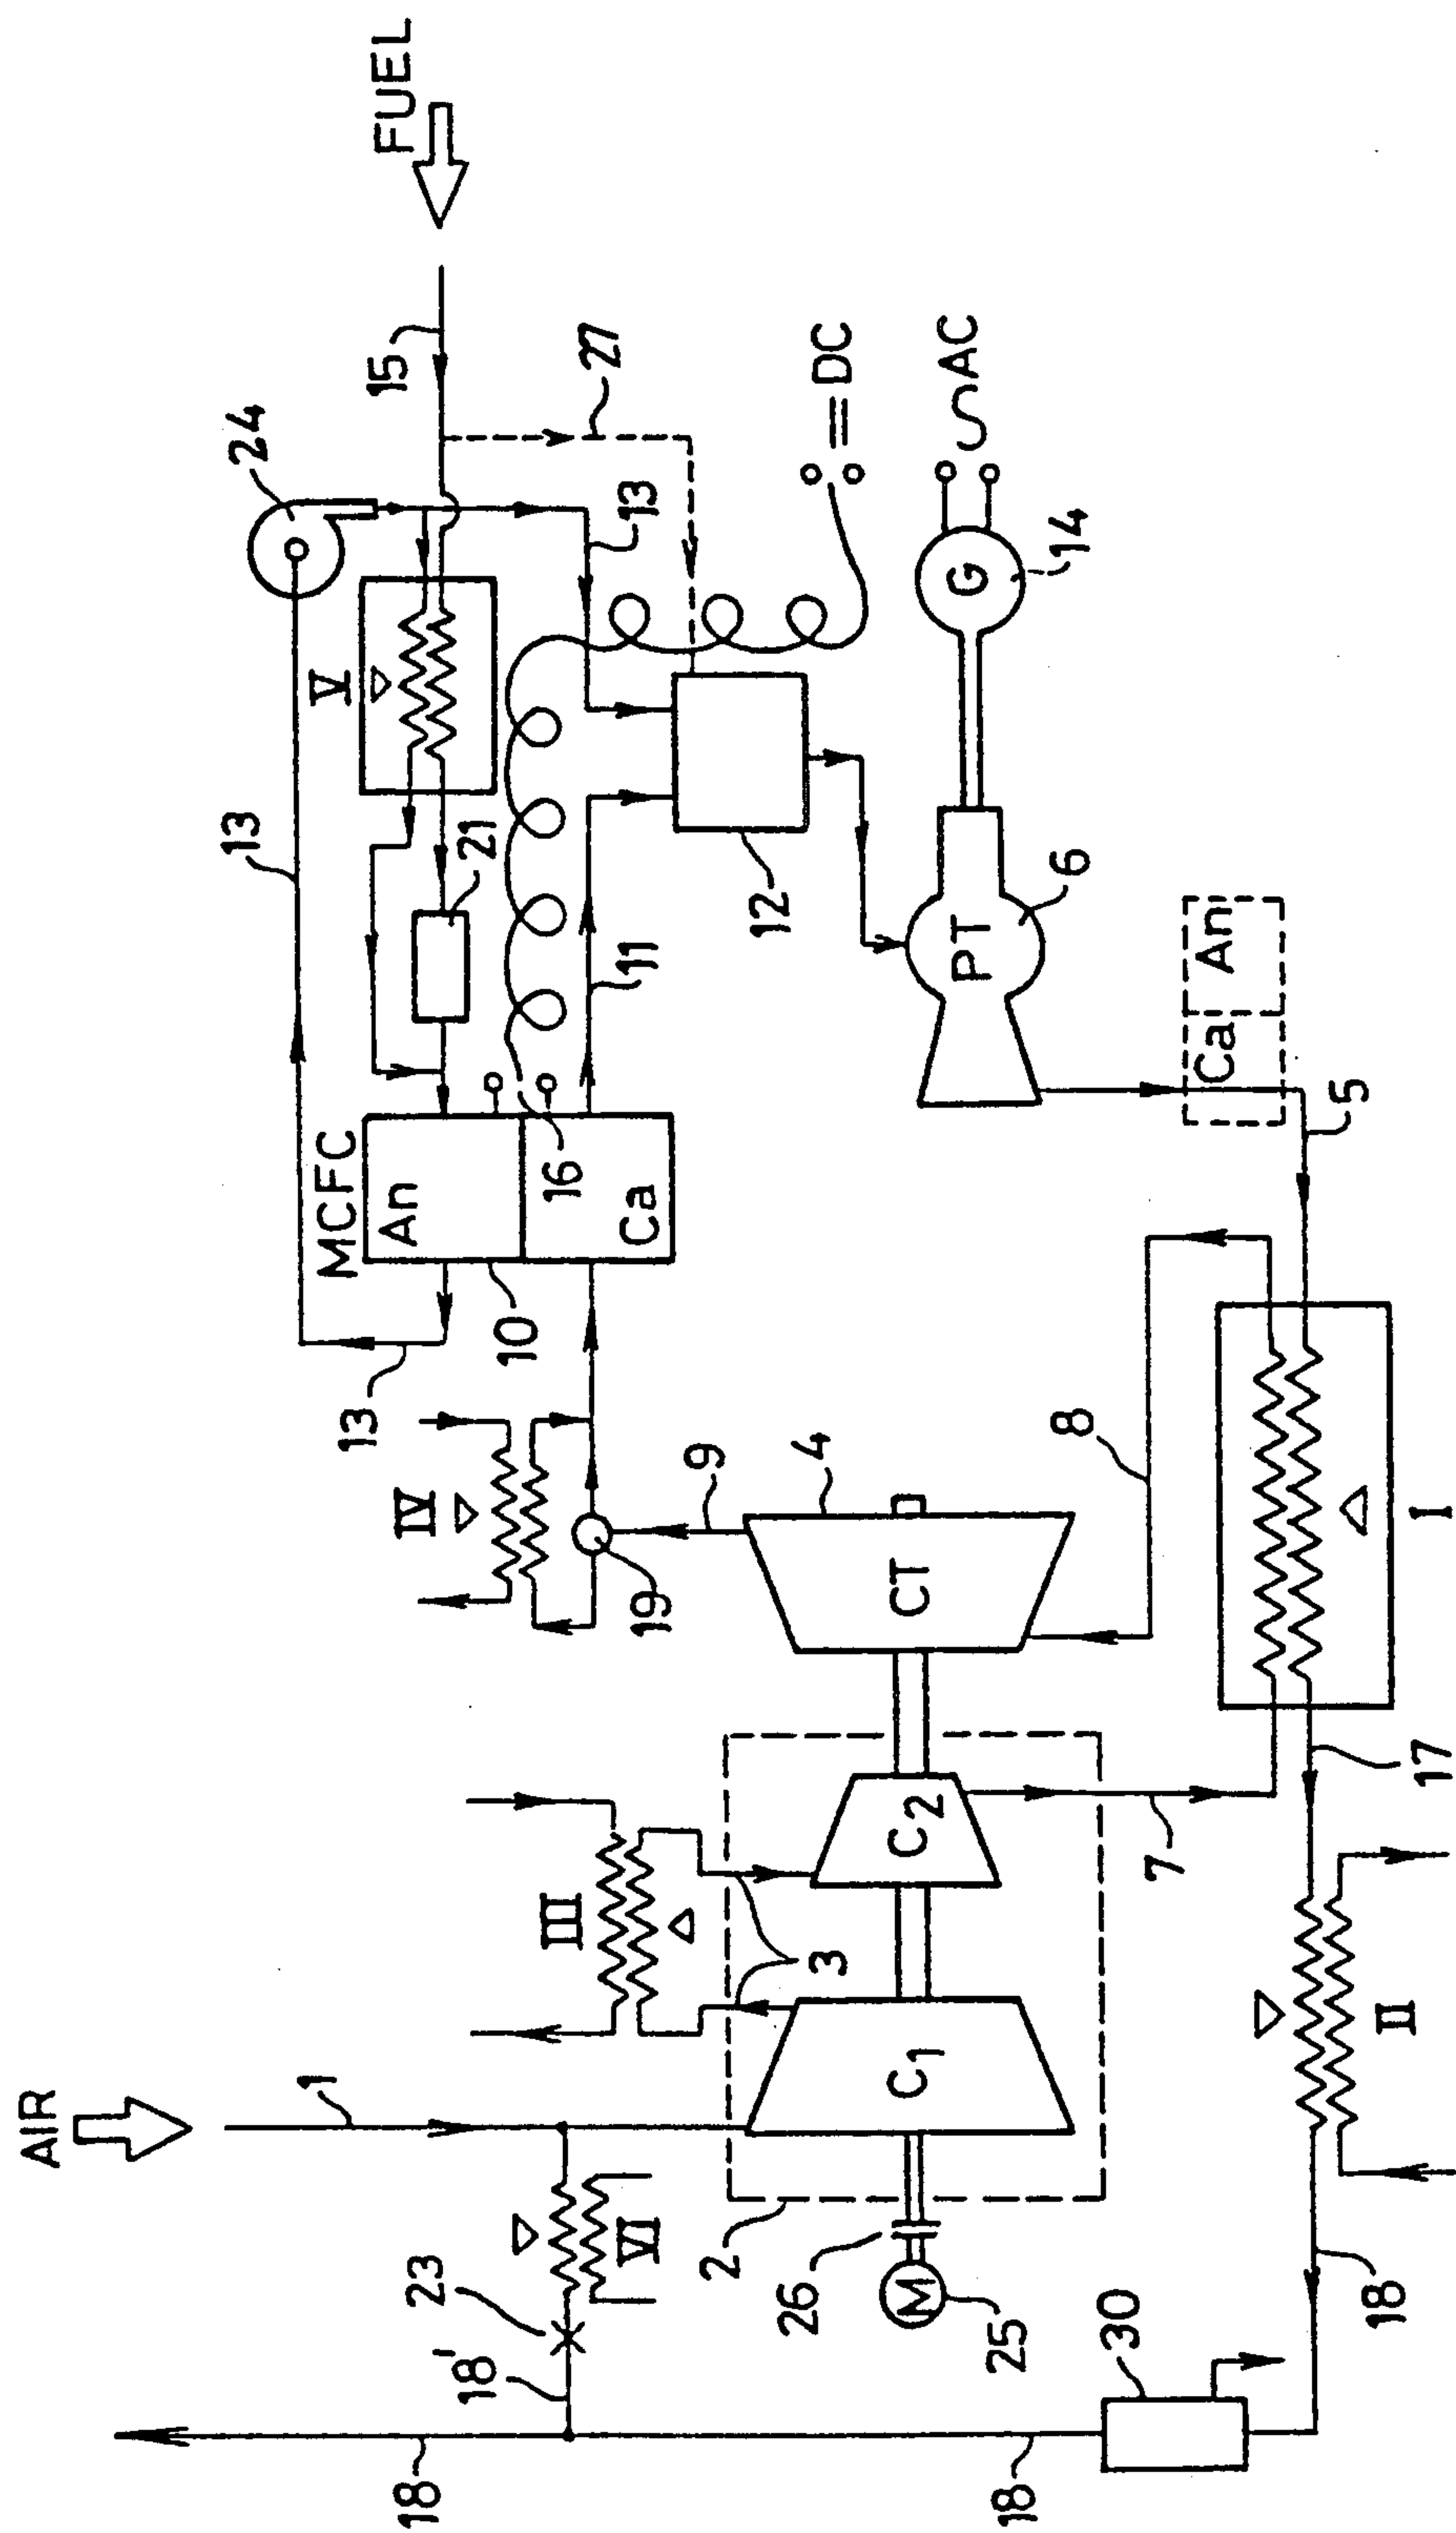 AIR
FUEL
1
13
24
V
MCFC
13
15
IV
An
18
23
18'
21
10
16
III
27
VI
Ca
11
13
19
9
2
12
26
4
3
= DC
M
C1
C2
CT
PT
G
AC
25
18
14
6
8
30
7
Ca An
5
18
II
17
I